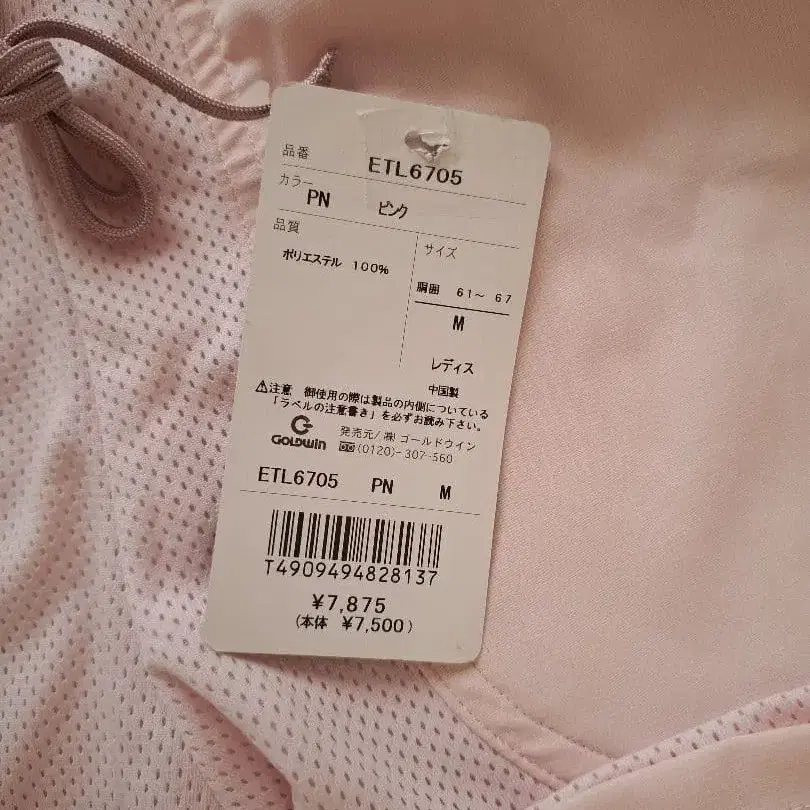 品番 ETL6705
カラー
PN ピンク
品質
サイズ
ポリエステル 100%
胴囲 61～67
M
レディス
中国製
⚠注意 御使用の際は製品の内側についている
「ラベルの注意書き」を必ずお読み下さい。
GOLDWIN
発売元/㈱ゴールドウイン
(0120)-307-560
ETL6705 PN M
T4909494828137
¥7,875
(本体 ¥7,500)